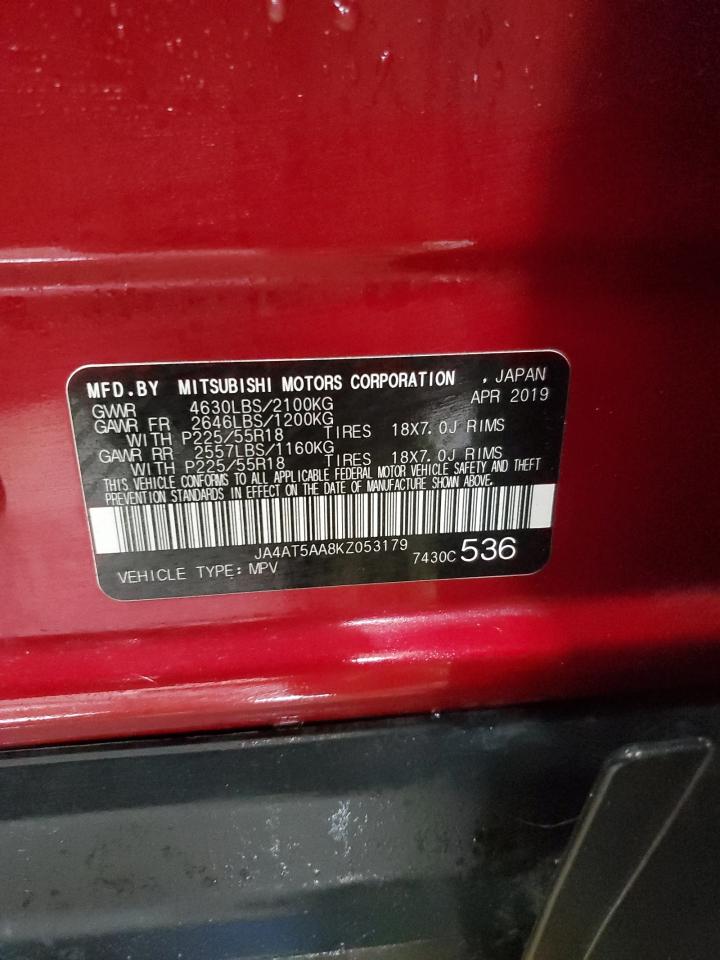 MFD.BY MITSUBISHI MOTORS CORPORATION , JAPAN
APR 2019
GVWR 4630LBS/2100KG
GAWR FR 2646LBS/1200KG
WITH P225/55R18 TIRES 18X7.0J RIMS
GAWR RR 2557LBS/1160KG
WITH P225/55R18 TIRES 18X7.0J RIMS
THIS VEHICLE CONFORMS TO ALL APPLICABLE FEDERAL MOTOR VEHICLE SAFETY AND THEFT
PREVENTION STANDARDS IN EFFECT ON THE DATE OF MANUFACTURE SHOWN ABOVE.
JA4AT5AA8KZ053179
VEHICLE TYPE: MPV 7430C 536